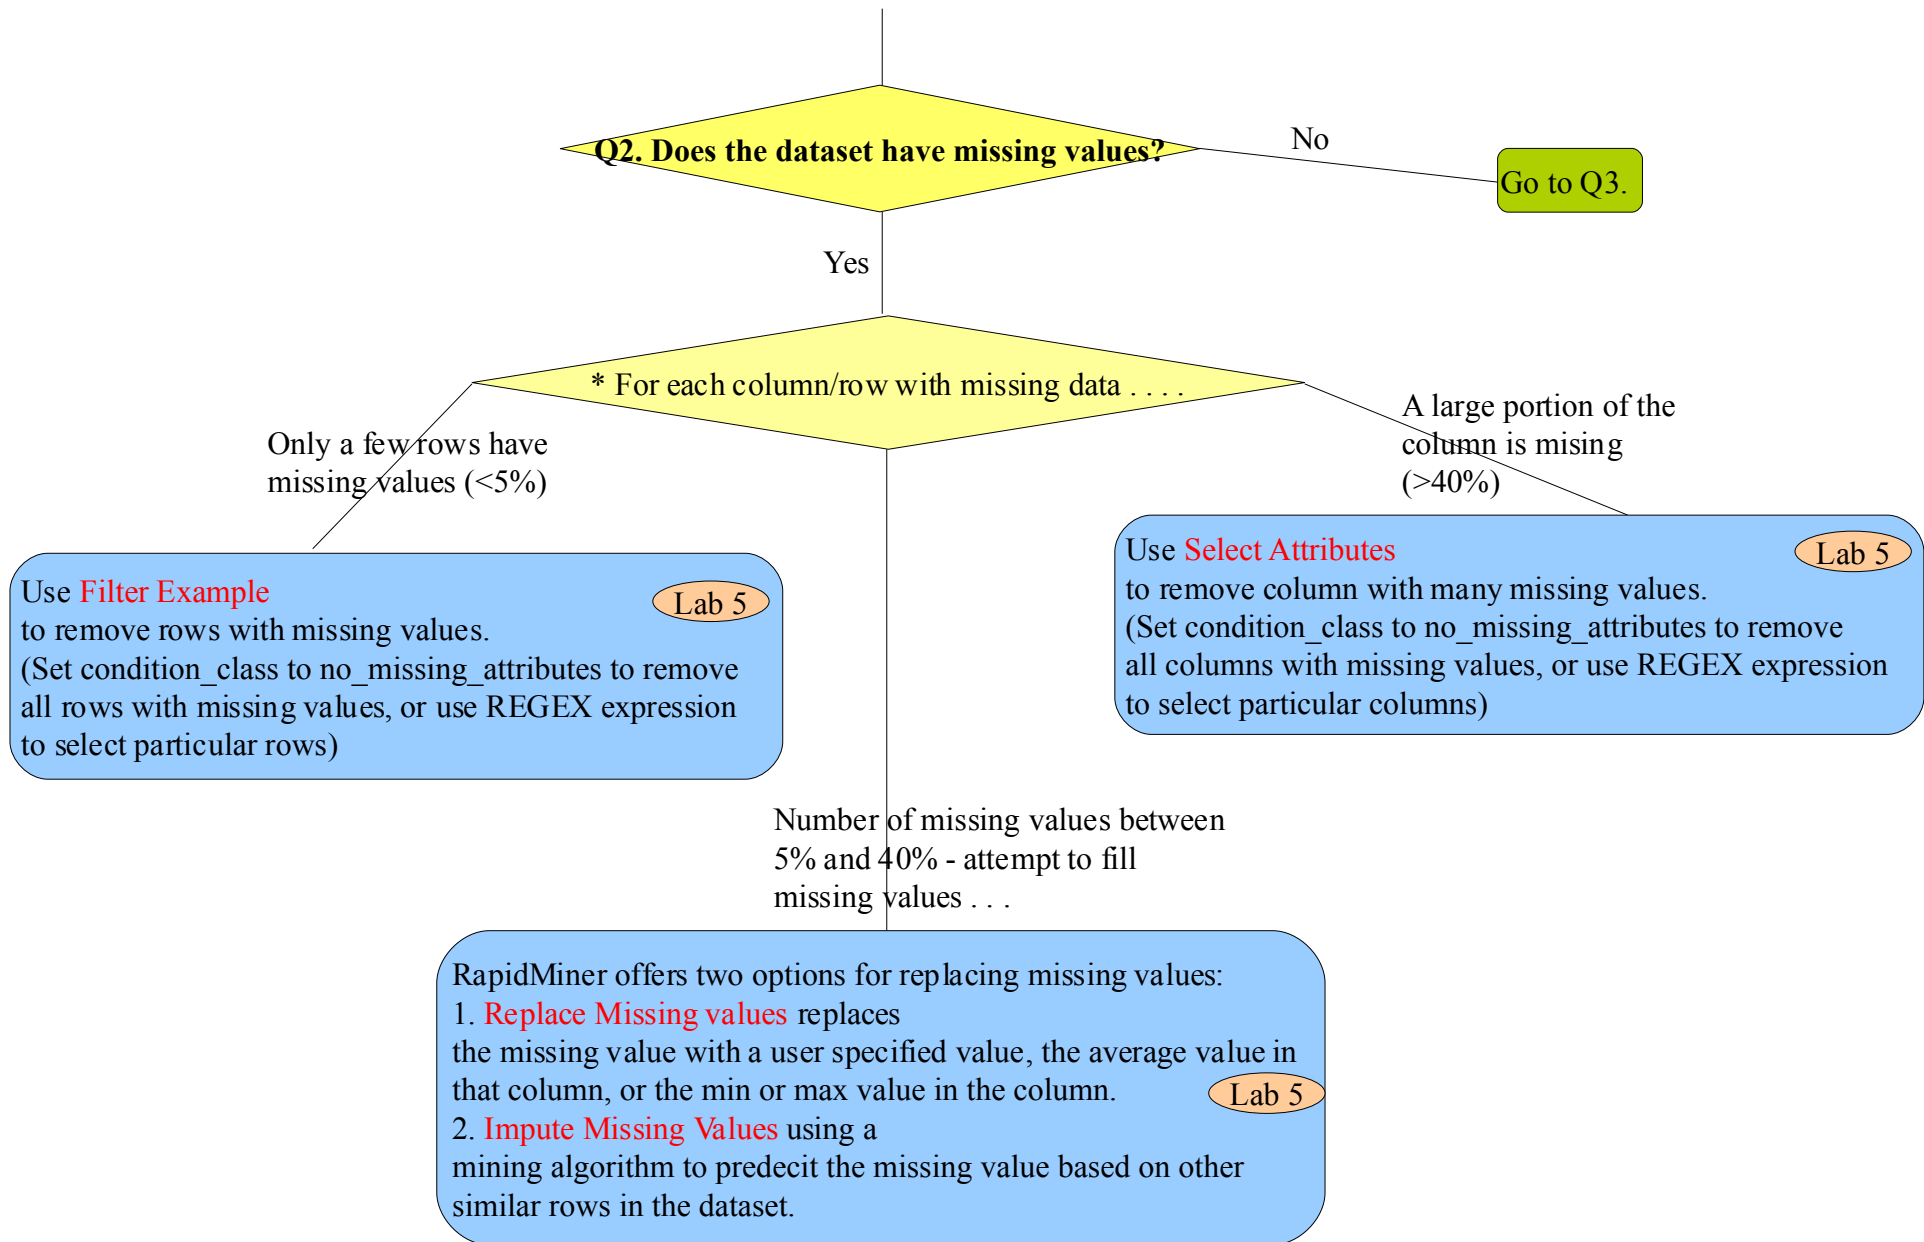 Q2. Does the dataset have missing values?
No
Go to Q3.
Yes
* For each column/row with missing data . . . .
Only a few rows have
missing values (<5%)
A large portion of the
column is mising
(>40%)
Use Filter Example
Lab 5
to remove rows with missing values.
(Set condition_class to no_missing_attributes to remove
all rows with missing values, or use REGEX expression
to select particular rows)
Use Select Attributes
Lab 5
to remove column with many missing values.
(Set condition_class to no_missing_attributes to remove
all columns with missing values, or use REGEX expression
to select particular columns)
Number of missing values between
5% and 40% - attempt to fill
missing values . . .
RapidMiner offers two options for replacing missing values:
1. Replace Missing values replaces
the missing value with a user specified value, the average value in
that column, or the min or max value in the column.
Lab 5
2. Impute Missing Values using a
mining algorithm to predecit the missing value based on other
similar rows in the dataset.